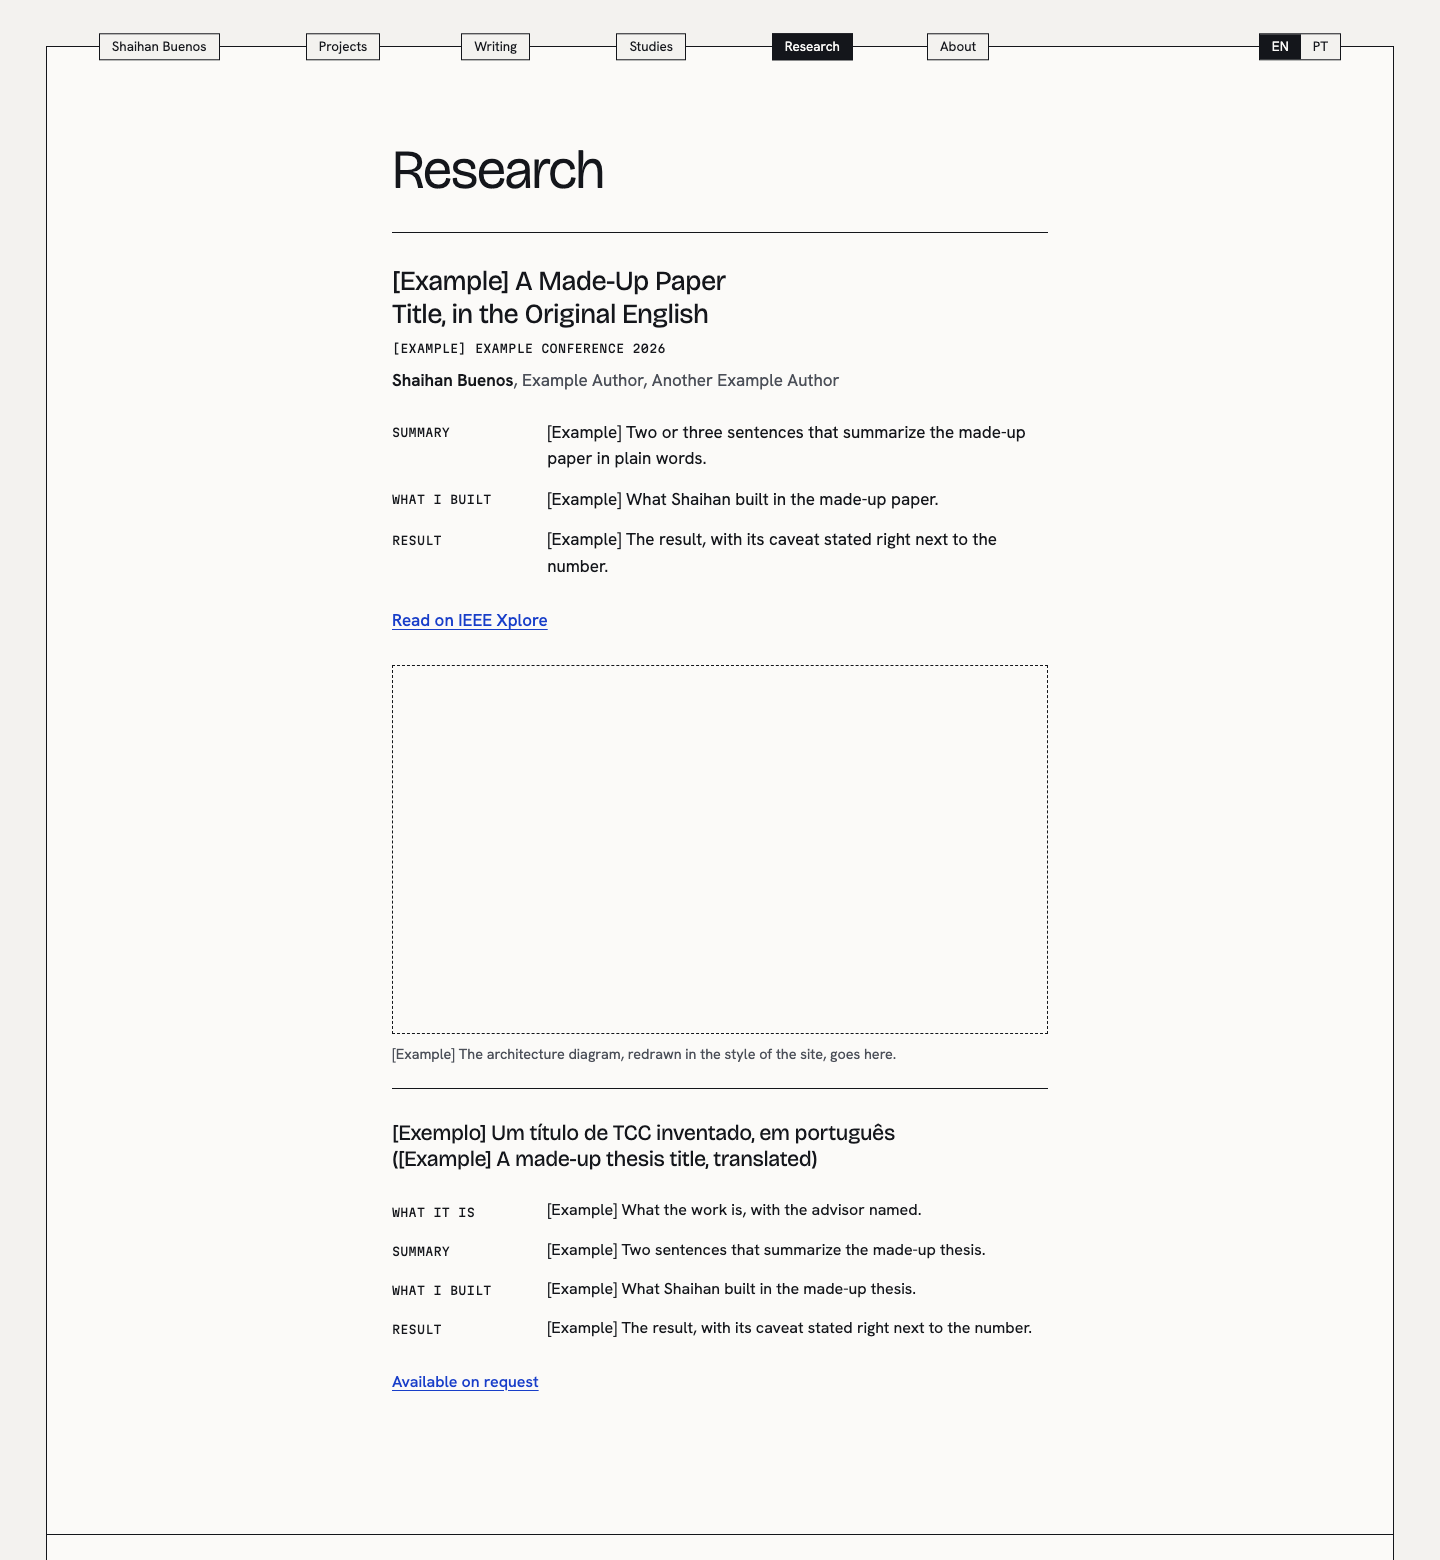 Shaihan Buenos
Projects
Writing
Studies
Research
About
EN
PT
Research
[Example] A Made-Up Paper
Title, in the Original English
[EXAMPLE] EXAMPLE CONFERENCE 2026
Shaihan Buenos, Example Author, Another Example Author
SUMMARY
[Example] Two or three sentences that summarize the made-up
paper in plain words.
WHAT I BUILT
[Example] What Shaihan built in the made-up paper.
RESULT
[Example] The result, with its caveat stated right next to the
number.
Read on IEEE Xplore
[Example] The architecture diagram, redrawn in the style of the site, goes here.
[Exemplo] Um título de TCC inventado, em português
([Example] A made-up thesis title, translated)
WHAT IT IS
[Example] What the work is, with the advisor named.
SUMMARY
[Example] Two sentences that summarize the made-up thesis.
WHAT I BUILT
[Example] What Shaihan built in the made-up thesis.
RESULT
[Example] The result, with its caveat stated right next to the number.
Available on request